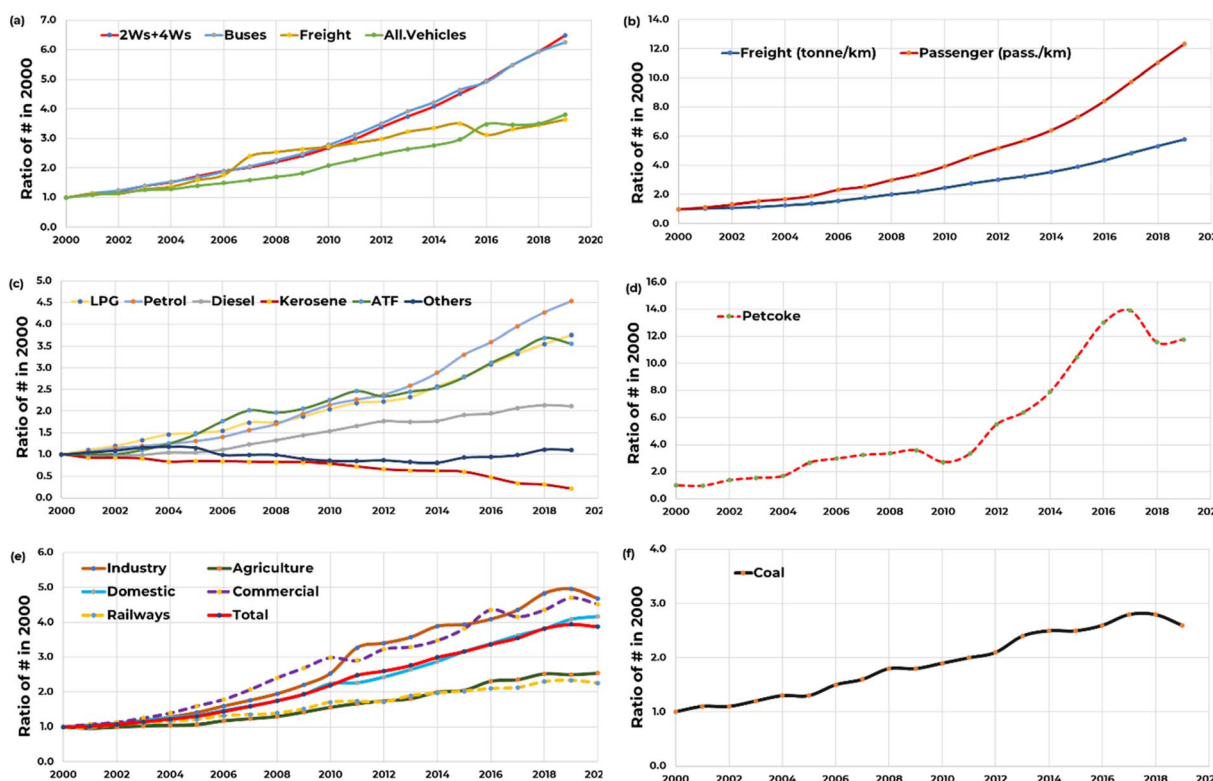 (a)
2Ws+4Ws Buses Freight All.Vehicles
Ratio of # in 2000
7.0
6.0
5.0
4.0
3.0
2.0
1.0
0.0
2000 2002 2004 2006 2008 2010 2012 2014 2016 2018 2020
(b)
Freight (tonne/km) Passenger (pass./km)
Ratio of # in 2000
14.0
12.0
10.0
8.0
6.0
4.0
2.0
0.0
2000 2002 2004 2006 2008 2010 2012 2014 2016 2018 2020
(c)
LPG Petrol Diesel Kerosene ATF Others
Ratio of # in 2000
5.0
4.5
4.0
3.5
3.0
2.5
2.0
1.5
1.0
0.5
0.0
2000 2002 2004 2006 2008 2010 2012 2014 2016 2018 202
(d)
Petcoke
Ratio of # in 2000
16.0
14.0
12.0
10.0
8.0
6.0
4.0
2.0
0.0
2000 2002 2004 2006 2008 2010 2012 2014 2016 2018 202
(e)
Industry Agriculture
Domestic Commercial
Railways Total
Ratio of # in 2000
6.0
5.0
4.0
3.0
2.0
1.0
0.0
2000 2002 2004 2006 2008 2010 2012 2014 2016 2018 202
(f)
Coal
Ratio of # in 2000
4.0
3.0
2.0
1.0
0.0
2000 2002 2004 2006 2008 2010 2012 2014 2016 2018 202